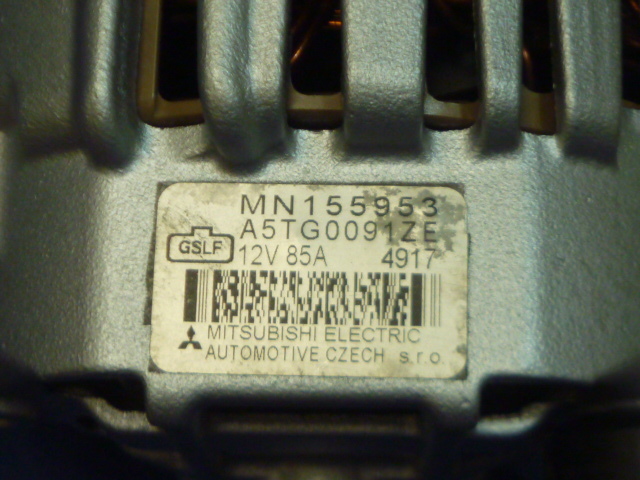 MN155953
A5TG0091ZE
GSLF 12V 85A 4917
MITSUBISHI ELECTRIC
AUTOMOTIVE CZECH s.r.o.